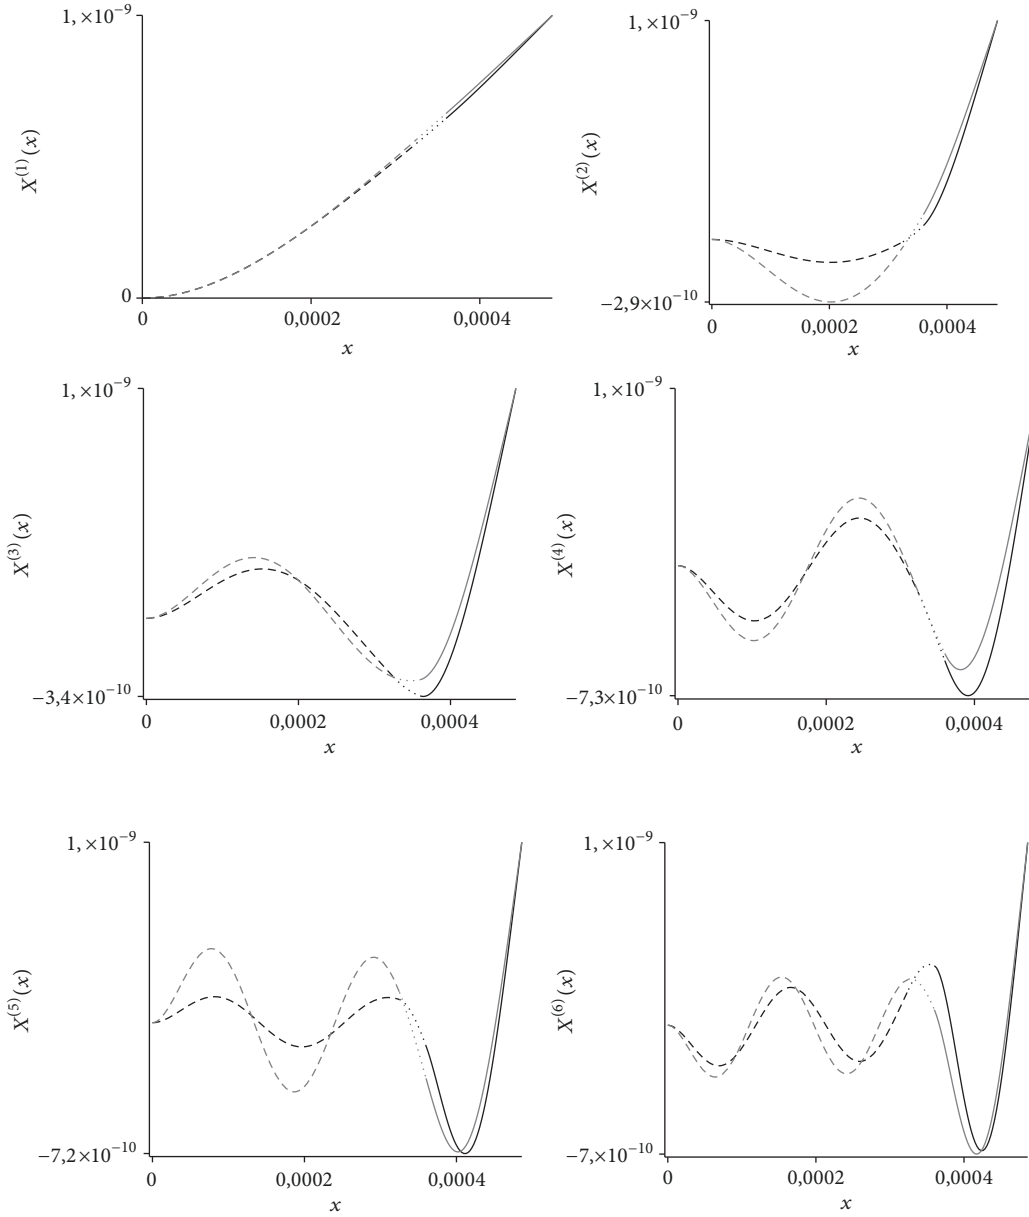 1, ×10⁻⁹
X⁽¹⁾(x)
0
0
0,0002
0,0004
x
1, ×10⁻⁹
X⁽²⁾(x)
−2,9×10⁻¹⁰
0
0,0002
0,0004
x
1, ×10⁻⁹
X⁽³⁾(x)
−3,4×10⁻¹⁰
0
0,0002
0,0004
x
1, ×10⁻⁹
X⁽⁴⁾(x)
−7,3×10⁻¹⁰
0
0,0002
0,0004
x
1, ×10⁻⁹
X⁽⁵⁾(x)
−7,2×10⁻¹⁰
0
0,0002
0,0004
x
1, ×10⁻⁹
X⁽⁶⁾(x)
−7,×10⁻¹⁰
0
0,0002
0,0004
x